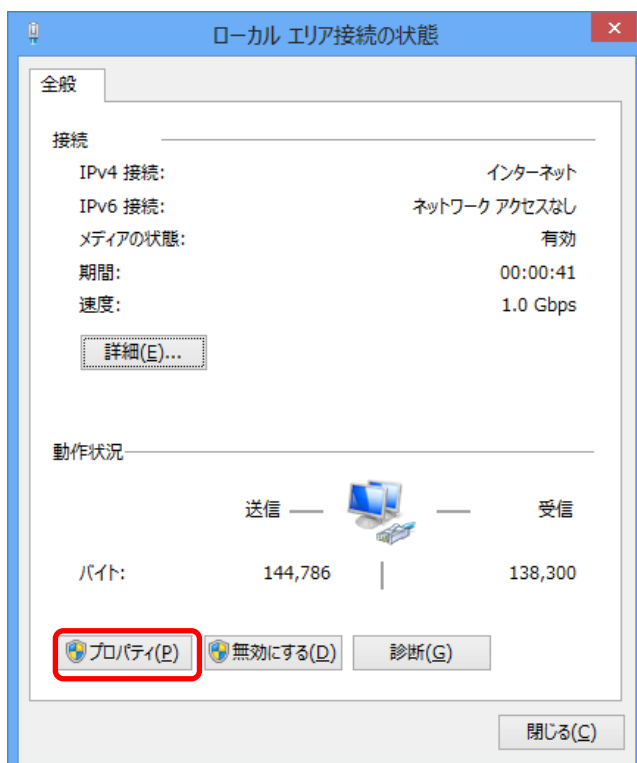 ローカル エリア接続の状態
全般
接続
IPv4 接続: インターネット
IPv6 接続: ネットワーク アクセスなし
メディアの状態: 有効
期間: 00:00:41
速度: 1.0 Gbps
詳細(E)...
動作状況
送信 受信
バイト: 144,786 138,300
プロパティ(P) 無効にする(D) 診断(G)
閉じる(C)